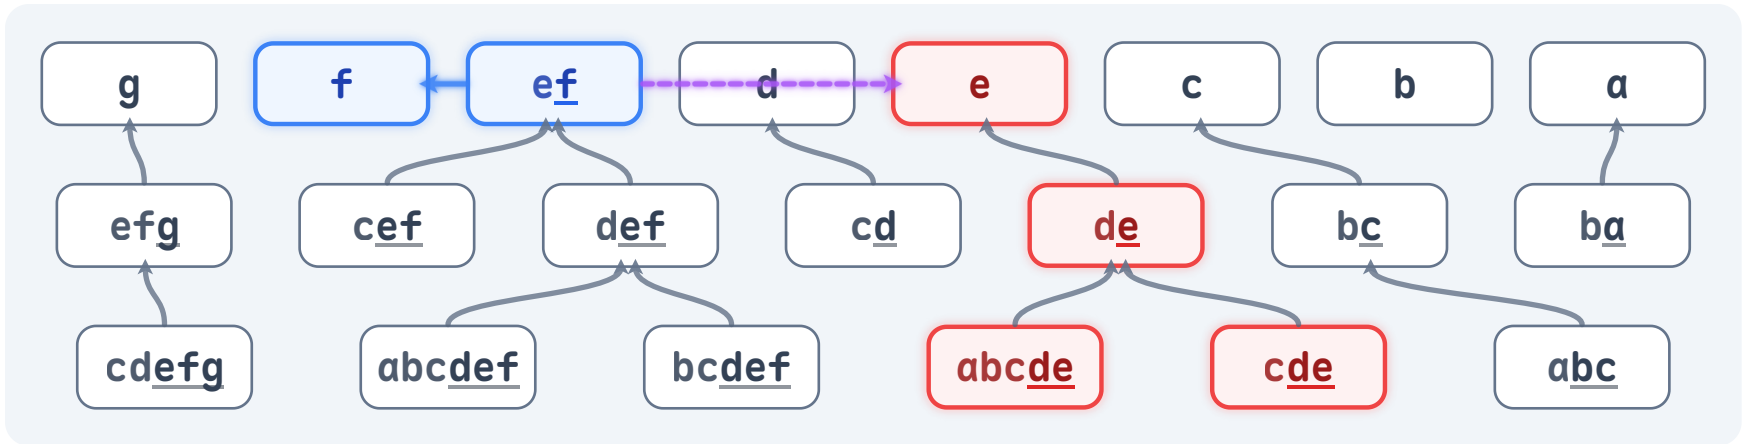 g f ef d e c b a
efg cef def cd de bc ba
cdefg abcdef bcdef abcde cde abc